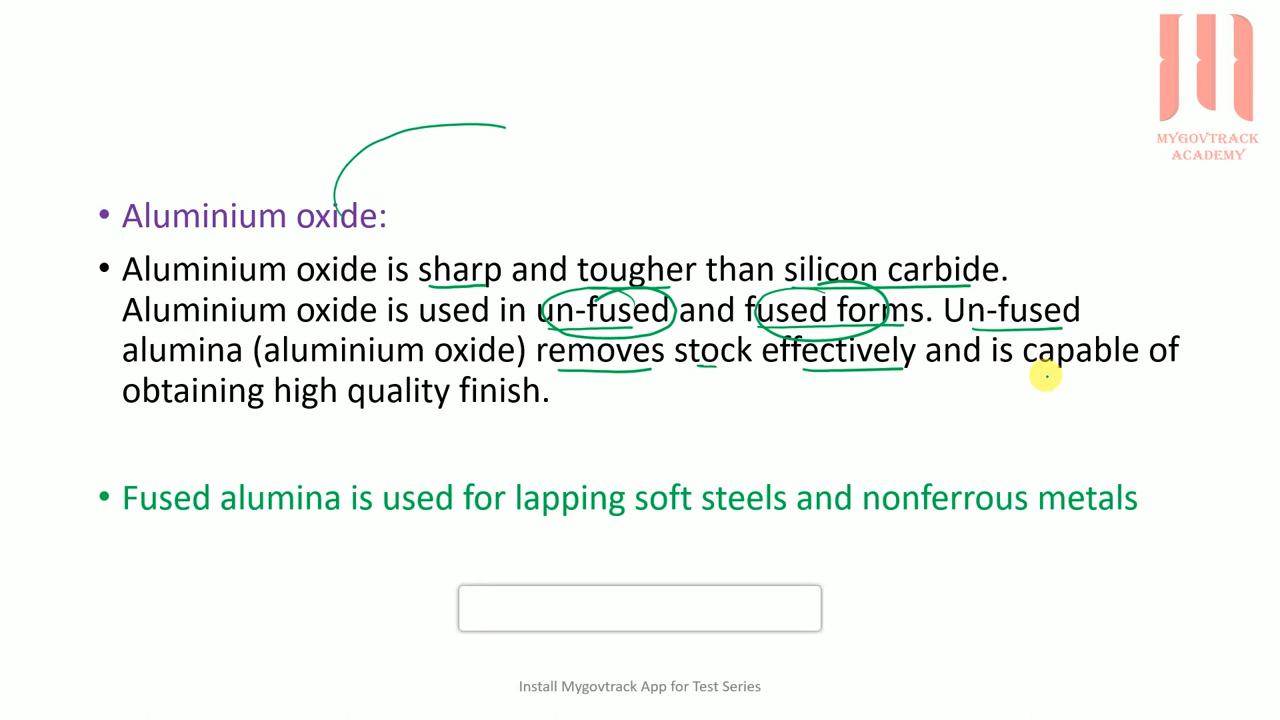 MYGOVTRACK
ACADEMY
• Aluminium oxide:
• Aluminium oxide is sharp and tougher than silicon carbide.
Aluminium oxide is used in un-fused and fused forms. Un-fused
alumina (aluminium oxide) removes stock effectively and is capable of
obtaining high quality finish.
• Fused alumina is used for lapping soft steels and nonferrous metals
Install Mygovtrack App for Test Series